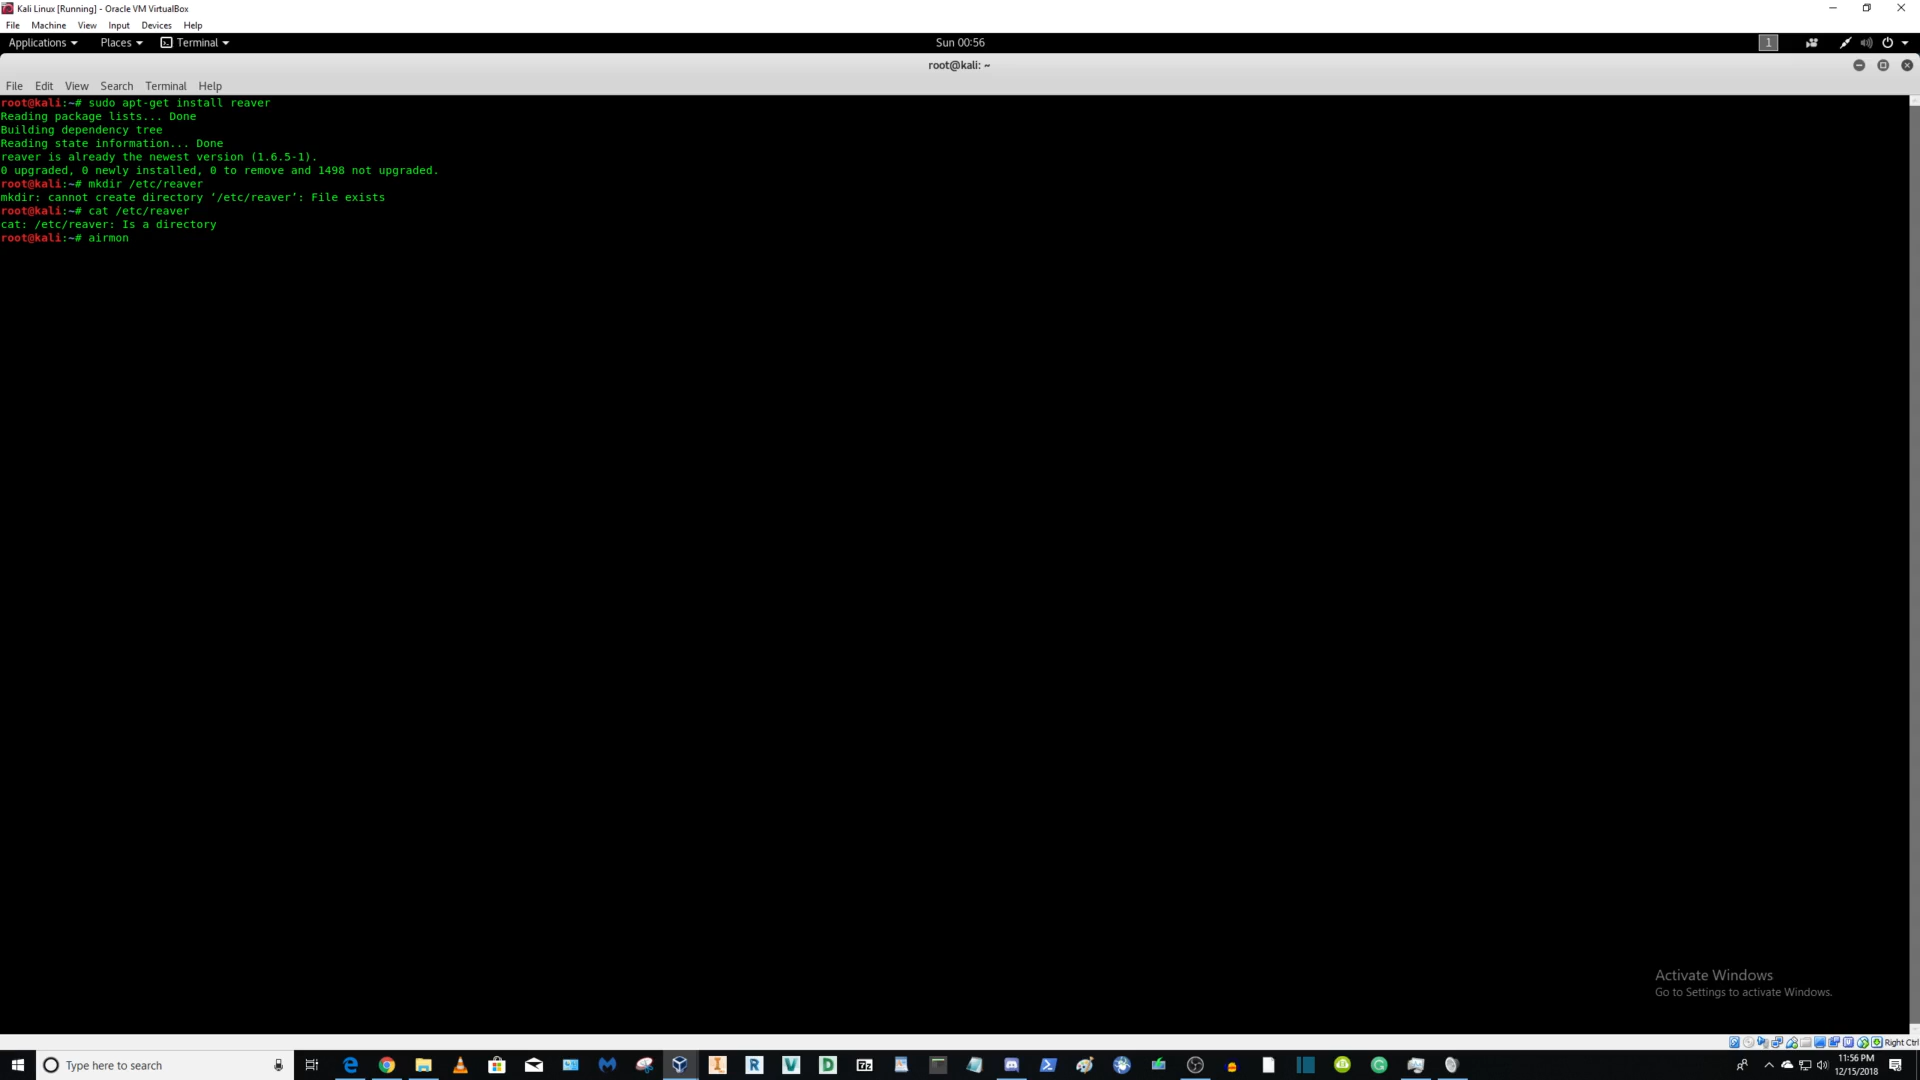 Kali Linux [Running] - Oracle VM VirtualBox
File Machine View Input Devices Help
Applications Places Terminal Sun 00:56 1
root@kali: ~
File Edit View Search Terminal Help
root@kali:~# sudo apt-get install reaver
Reading package lists... Done
Building dependency tree
Reading state information... Done
reaver is already the newest version (1.6.5-1).
0 upgraded, 0 newly installed, 0 to remove and 1498 not upgraded.
root@kali:~# mkdir /etc/reaver
mkdir: cannot create directory ‘/etc/reaver’: File exists
root@kali:~# cat /etc/reaver
cat: /etc/reaver: Is a directory
root@kali:~# airmon
Activate Windows
Go to Settings to activate Windows.
Right Ctrl
Type here to search
11:56 PM
12/15/2018